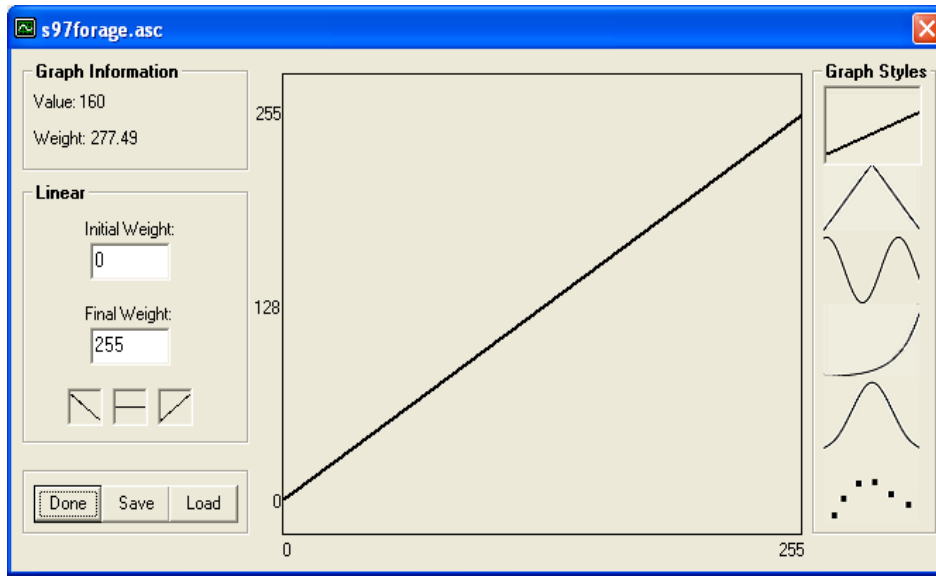 s97forage.asc
Graph Information
Value: 160
Weight: 277.49
Linear
Initial Weight:
0
Final Weight:
255
Done Save Load
255
128
0
0 255
Graph Styles